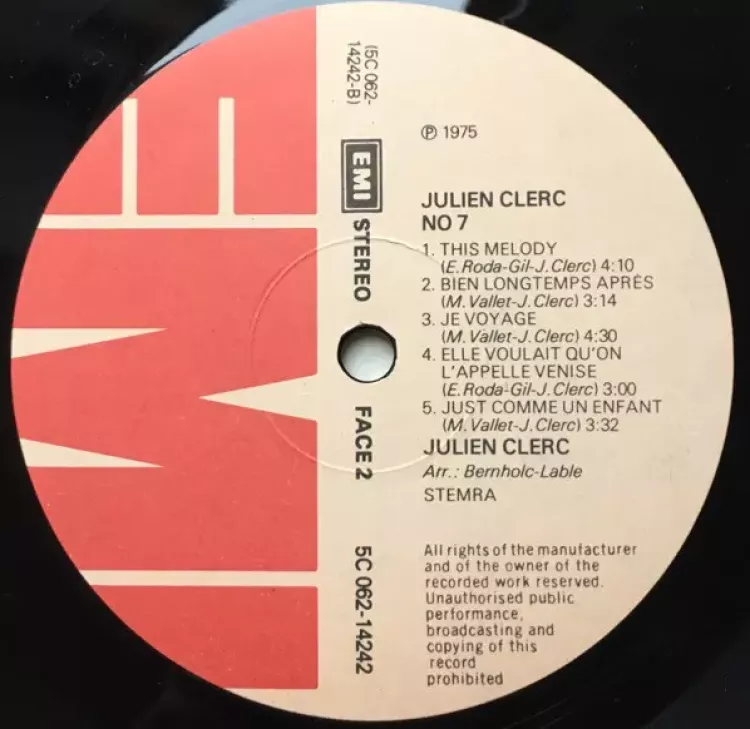 (5C 062-
14242-B)
EMI
STEREO
FACE 2
5C 062-14242
EMI
℗ 1975
JULIEN CLERC
NO 7
1. THIS MELODY
(E. Roda-Gil-J. Clerc) 4:10
2. BIEN LONGTEMPS APRÈS
(M. Vallet-J. Clerc) 3:14
3. JE VOYAGE
(M. Vallet-J. Clerc) 4:30
4. ELLE VOULAIT QU'ON
L'APPELLE VENISE
(E. Roda-Gil-J. Clerc) 3:00
5. JUST COMME UN ENFANT
(M. Vallet-J. Clerc) 3:32
JULIEN CLERC
Arr.: Bernholc-Lable
STEMRA
All rights of the manufacturer
and of the owner of the
recorded work reserved.
Unauthorised public
performance,
broadcasting and
copying of this
record
prohibited